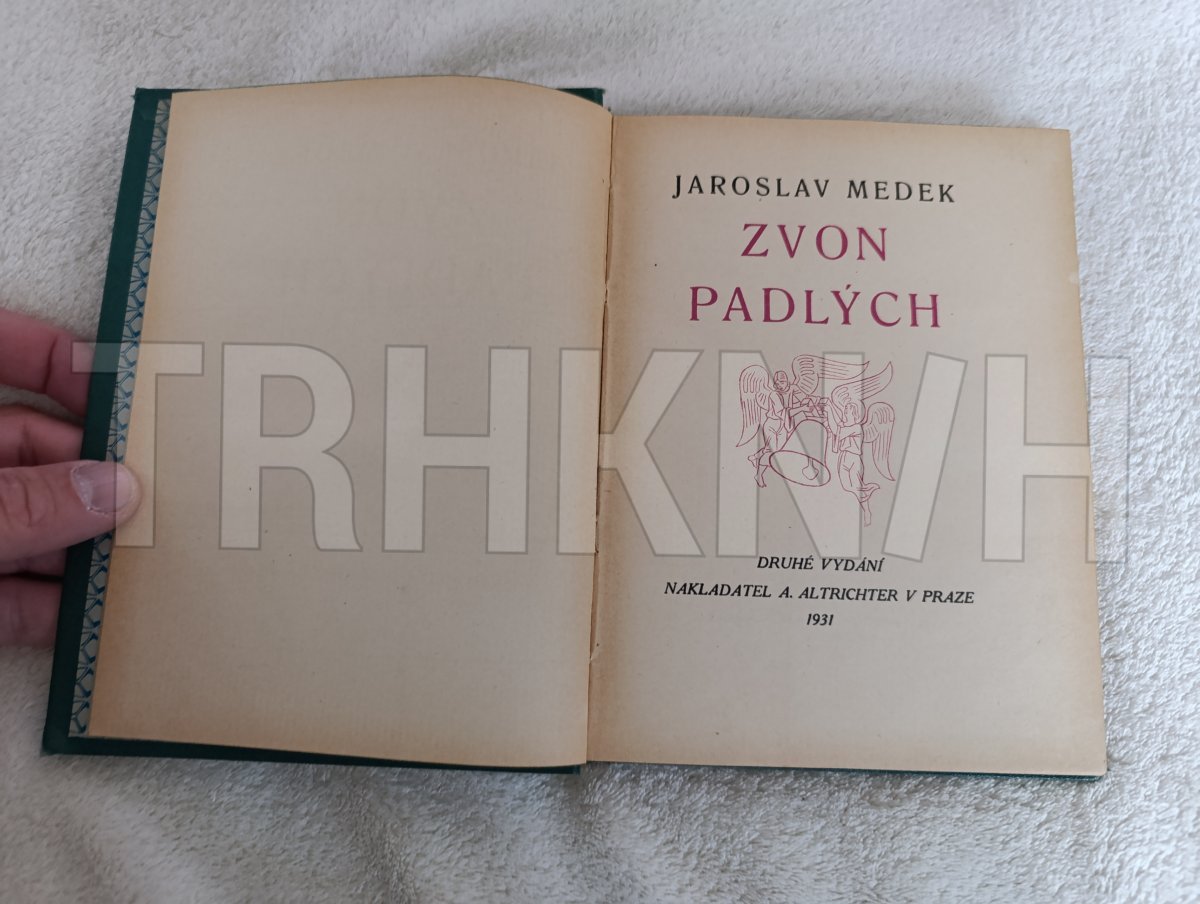 JAROSLAV MEDEK
ZVON
PADLÝCH
TRHKNIH
DRUHÉ VYDÁNÍ
NAKLADATEL A. ALTRICHTER V PRAZE
1931